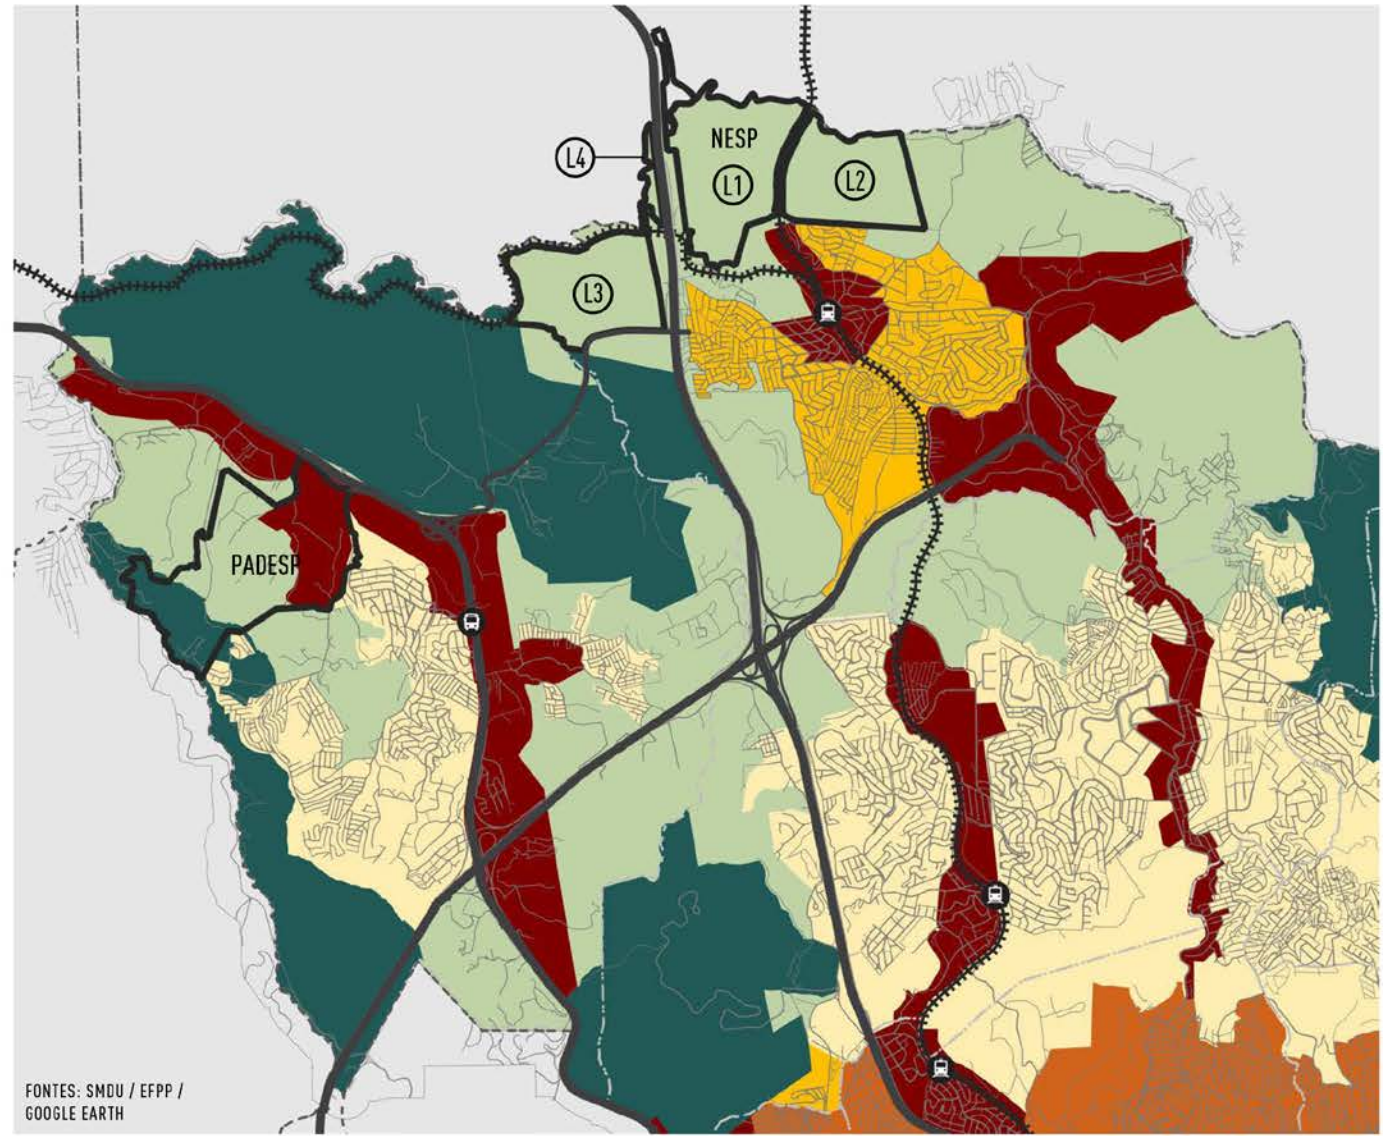 NESP
L4
L1
L2
L3
PADESP
FONTES: SMDU / EFPP /
GOOGLE EARTH